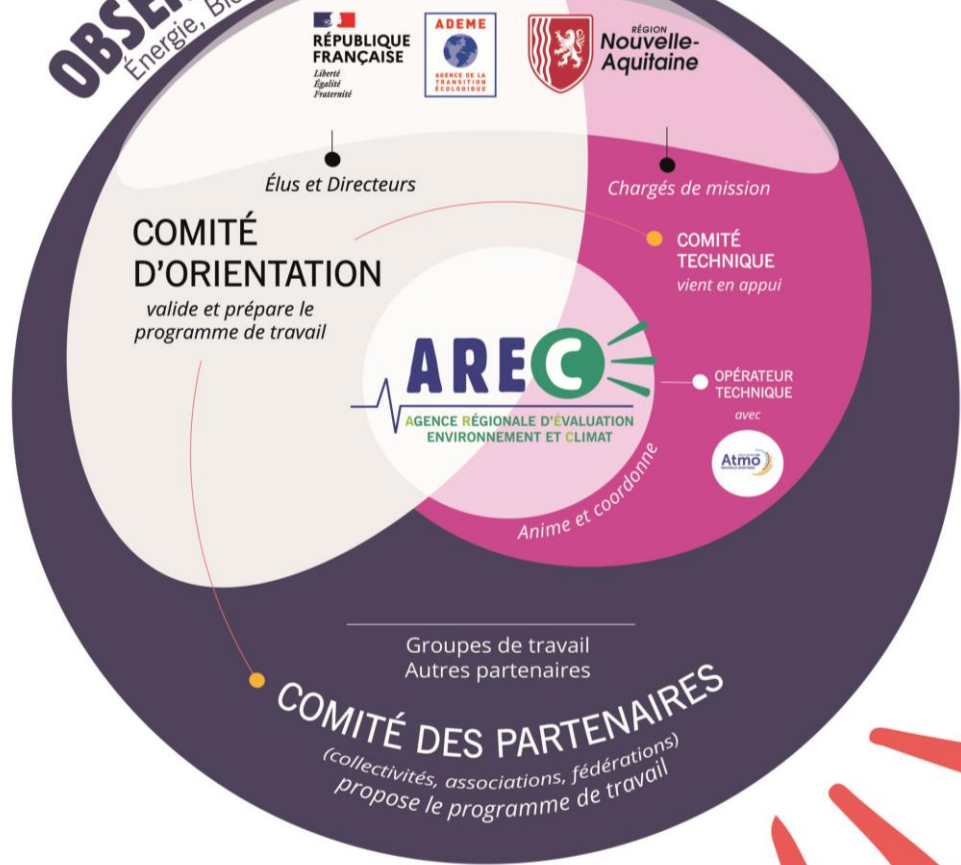 RÉPUBLIQUE
FRANÇAISE
Liberté
Égalité
Fraternité
ADEME
AGENCE DE LA
TRANSITION
ÉCOLOGIQUE
RÉGION
Nouvelle-
Aquitaine
Énergie,
Élus et Directeurs
Chargés de mission
COMITÉ
D'ORIENTATION
valide et prépare le
programme de travail
COMITÉ
TECHNIQUE
vient en appui
AREC
AGENCE RÉGIONALE D'ÉVALUATION
ENVIRONNEMENT ET CLIMAT
OPÉRATEUR
TECHNIQUE
avec
Atmo
Anime et coordonne
Groupes de travail
Autres partenaires
COMITÉ DES PARTENAIRES
(collectivités, associations, fédérations)
propose le programme de travail